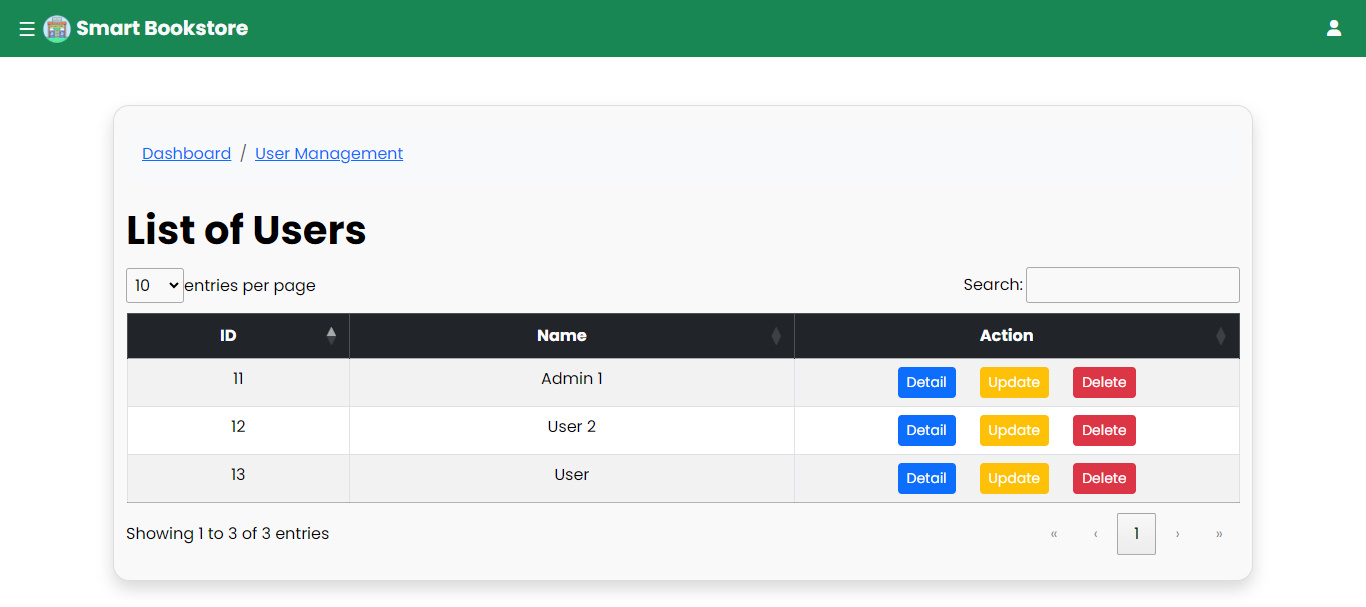 ☰ Smart Bookstore
Dashboard / User Management
List of Users
10 entries per page Search:
ID Name Action
11 Admin 1 Detail Update Delete
12 User 2 Detail Update Delete
13 User Detail Update Delete
Showing 1 to 3 of 3 entries « ‹ 1 › »